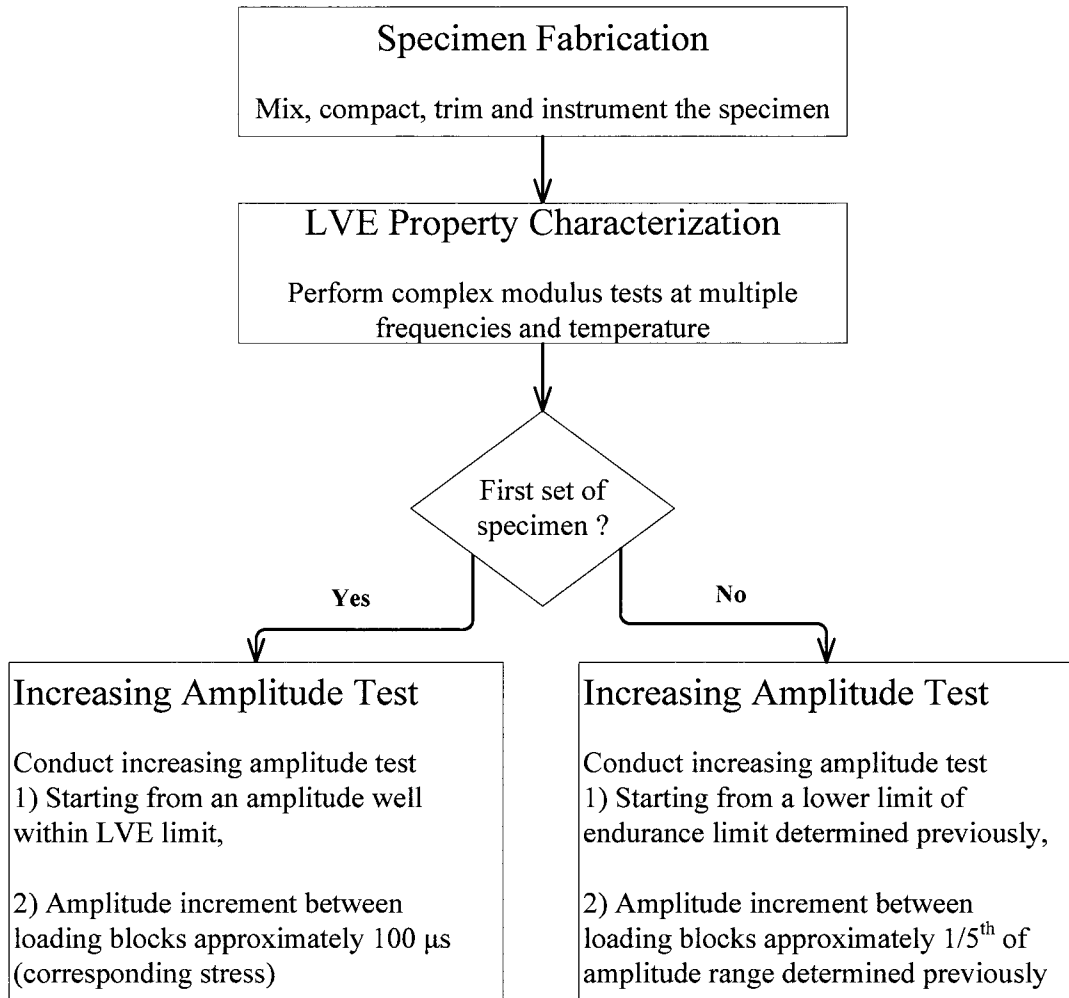 Specimen Fabrication
Mix, compact, trim and instrument the specimen
LVE Property Characterization
Perform complex modulus tests at multiple
frequencies and temperature
First set of
specimen ?
Yes
No
Increasing Amplitude Test
Conduct increasing amplitude test
1) Starting from an amplitude well
within LVE limit,
2) Amplitude increment between
loading blocks approximately 100 μs
(corresponding stress)
Increasing Amplitude Test
Conduct increasing amplitude test
1) Starting from a lower limit of
endurance limit determined previously,
2) Amplitude increment between
loading blocks approximately 1/5th of
amplitude range determined previously